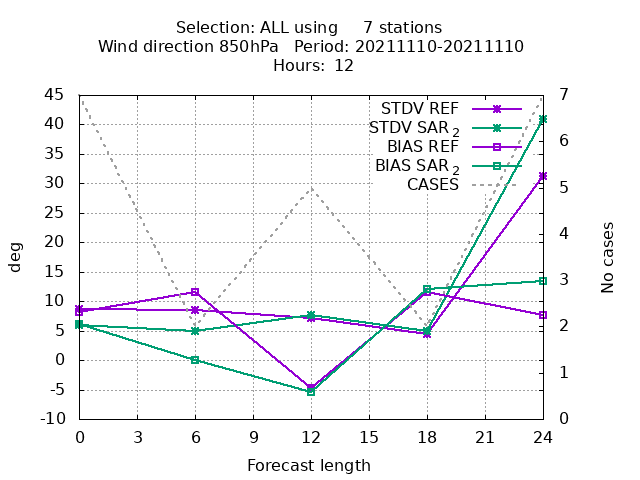 Selection: ALL using     7 stations
Wind direction 850hPa   Period: 20211110-20211110
Hours: 12
STDV REF
STDV SAR 2
BIAS REF
BIAS SAR 2
CASES
deg
45
40
35
30
25
20
15
10
5
0
-5
-10
No cases
7
6
5
4
3
2
1
0
0 3 6 9 12 15 18 21 24
Forecast length